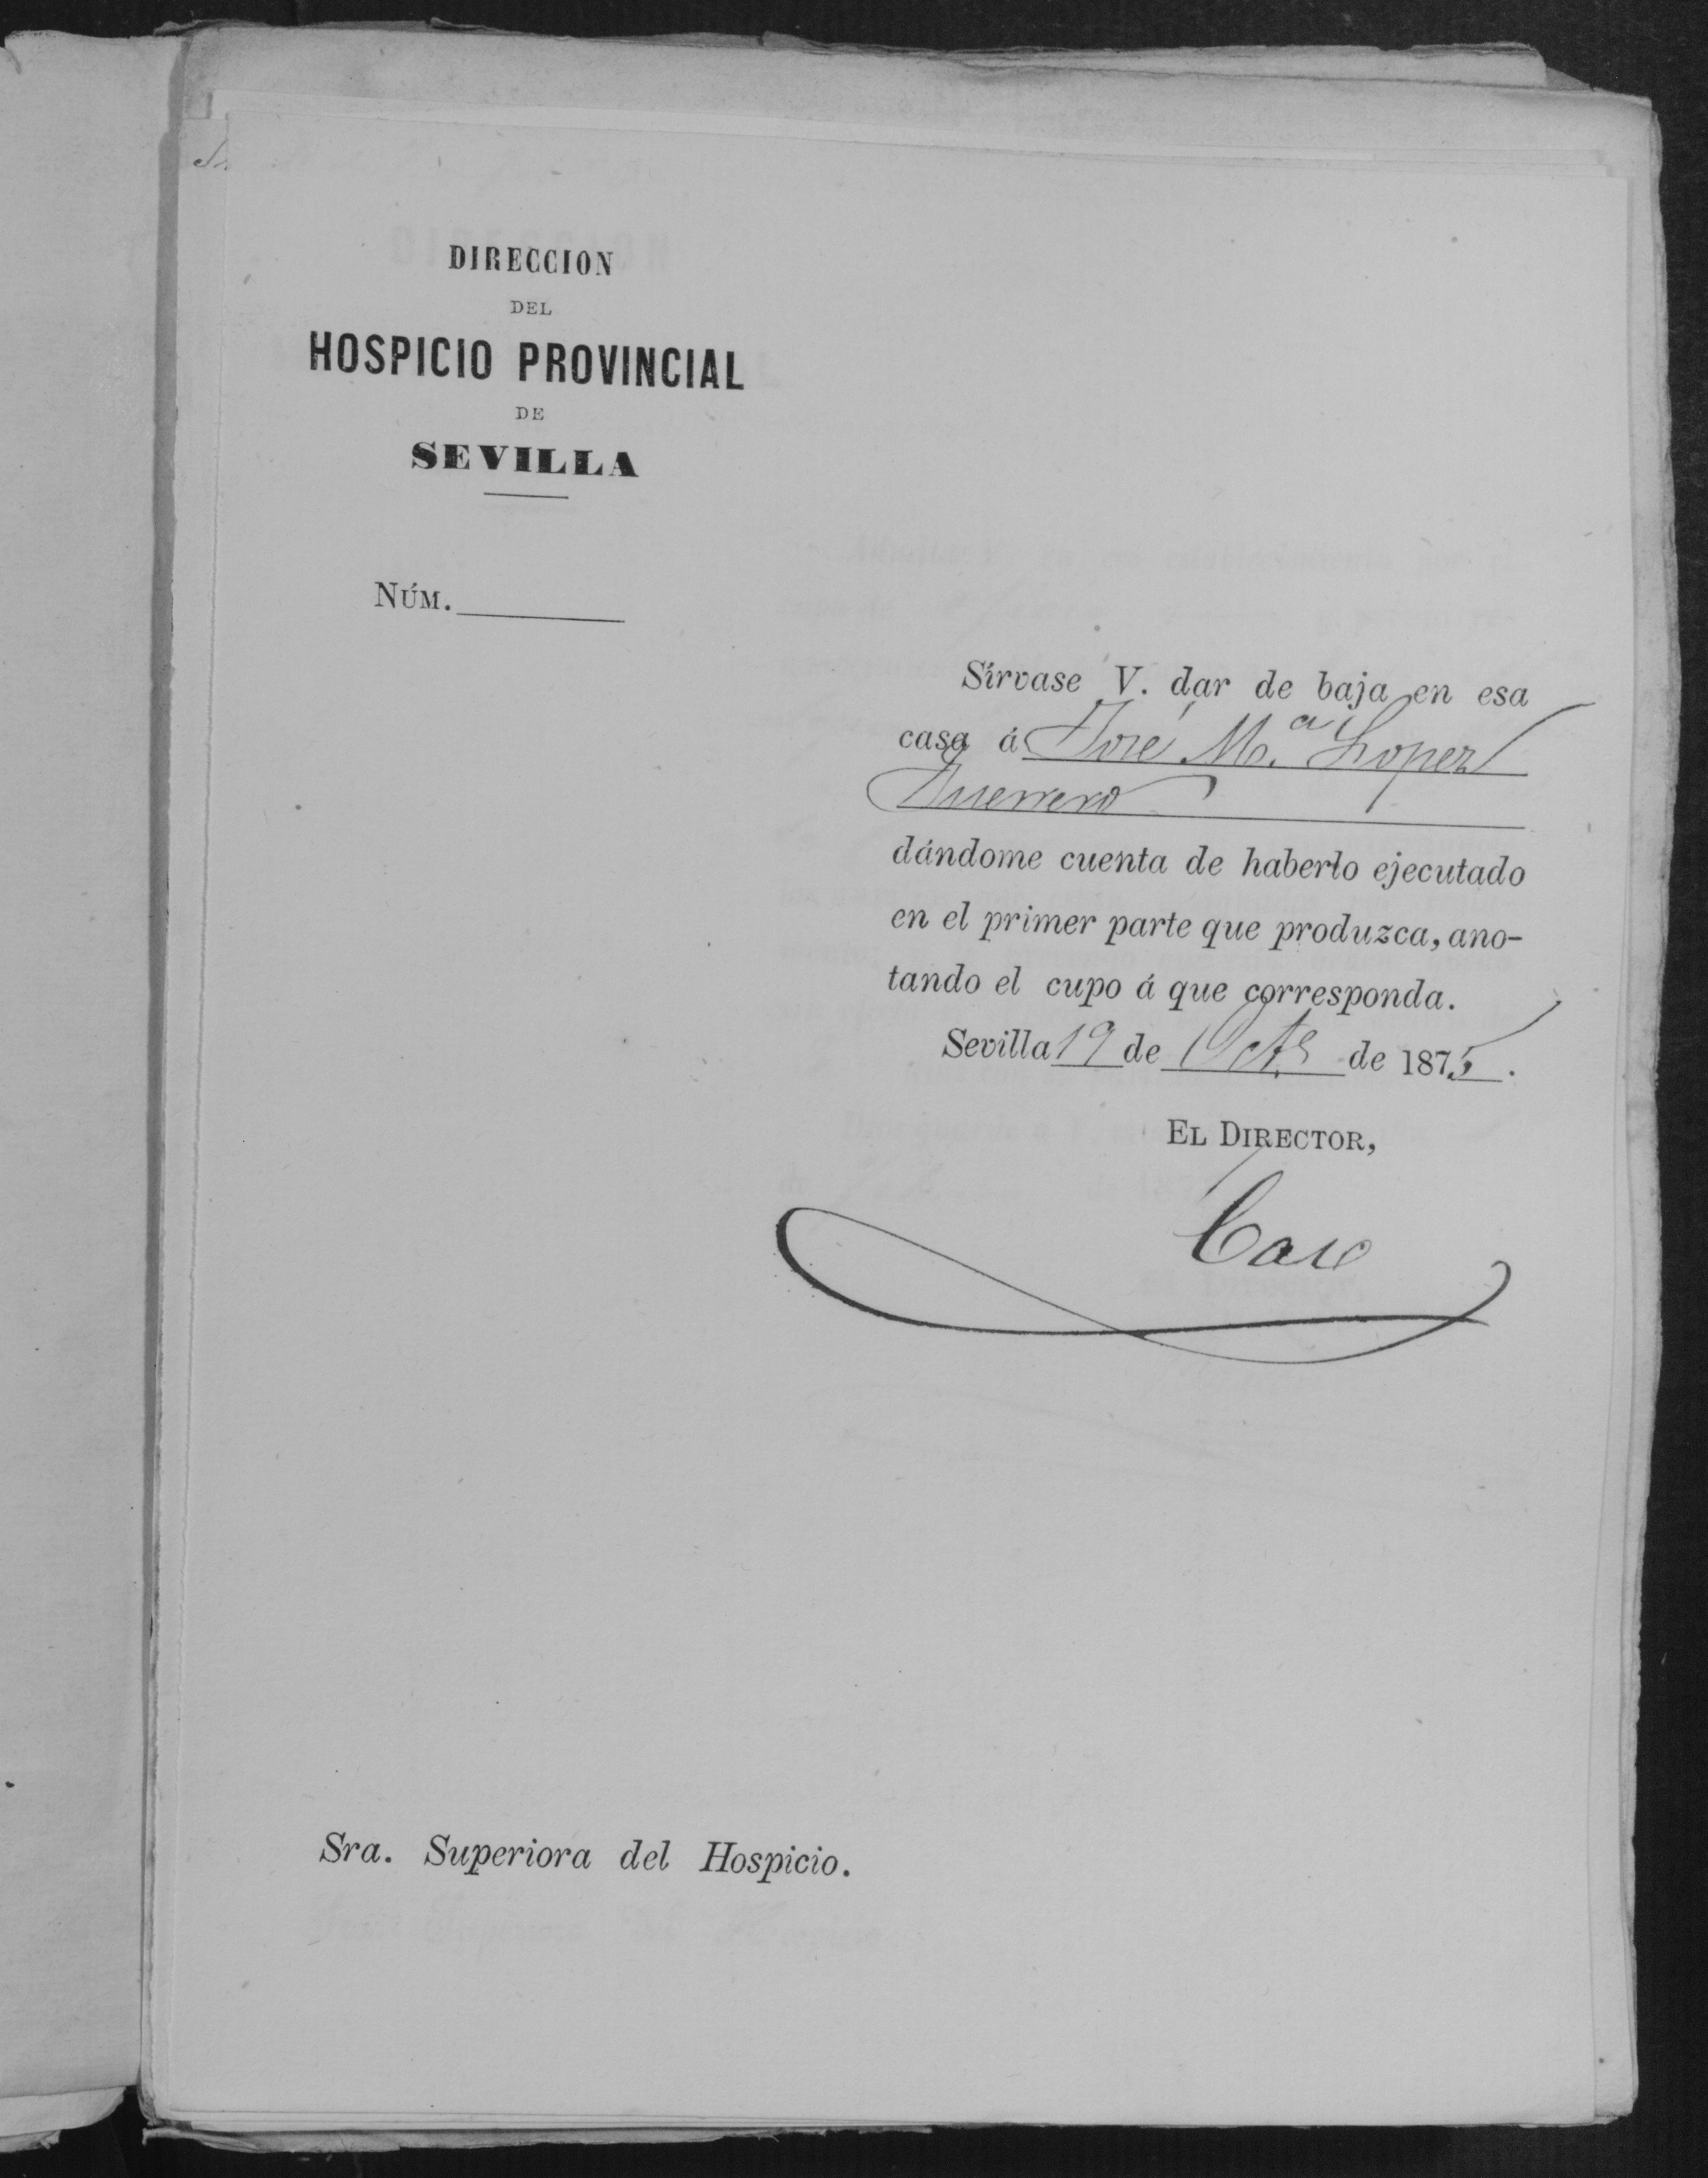 DIRECCION
DEL
HOSPICIO PROVINCIAL
DE
SEVILLA
NÚM.
Sírvase V. dar de baja en esa
casa á José M.ª Lopez
Guerrero
dándome cuenta de haberlo ejecutado
en el primer parte que produzca, ano-
tando el cupo á que corresponda.
Sevilla 19 de Oct.e de 1875.
EL DIRECTOR,
Caro
Sra. Superiora del Hospicio.